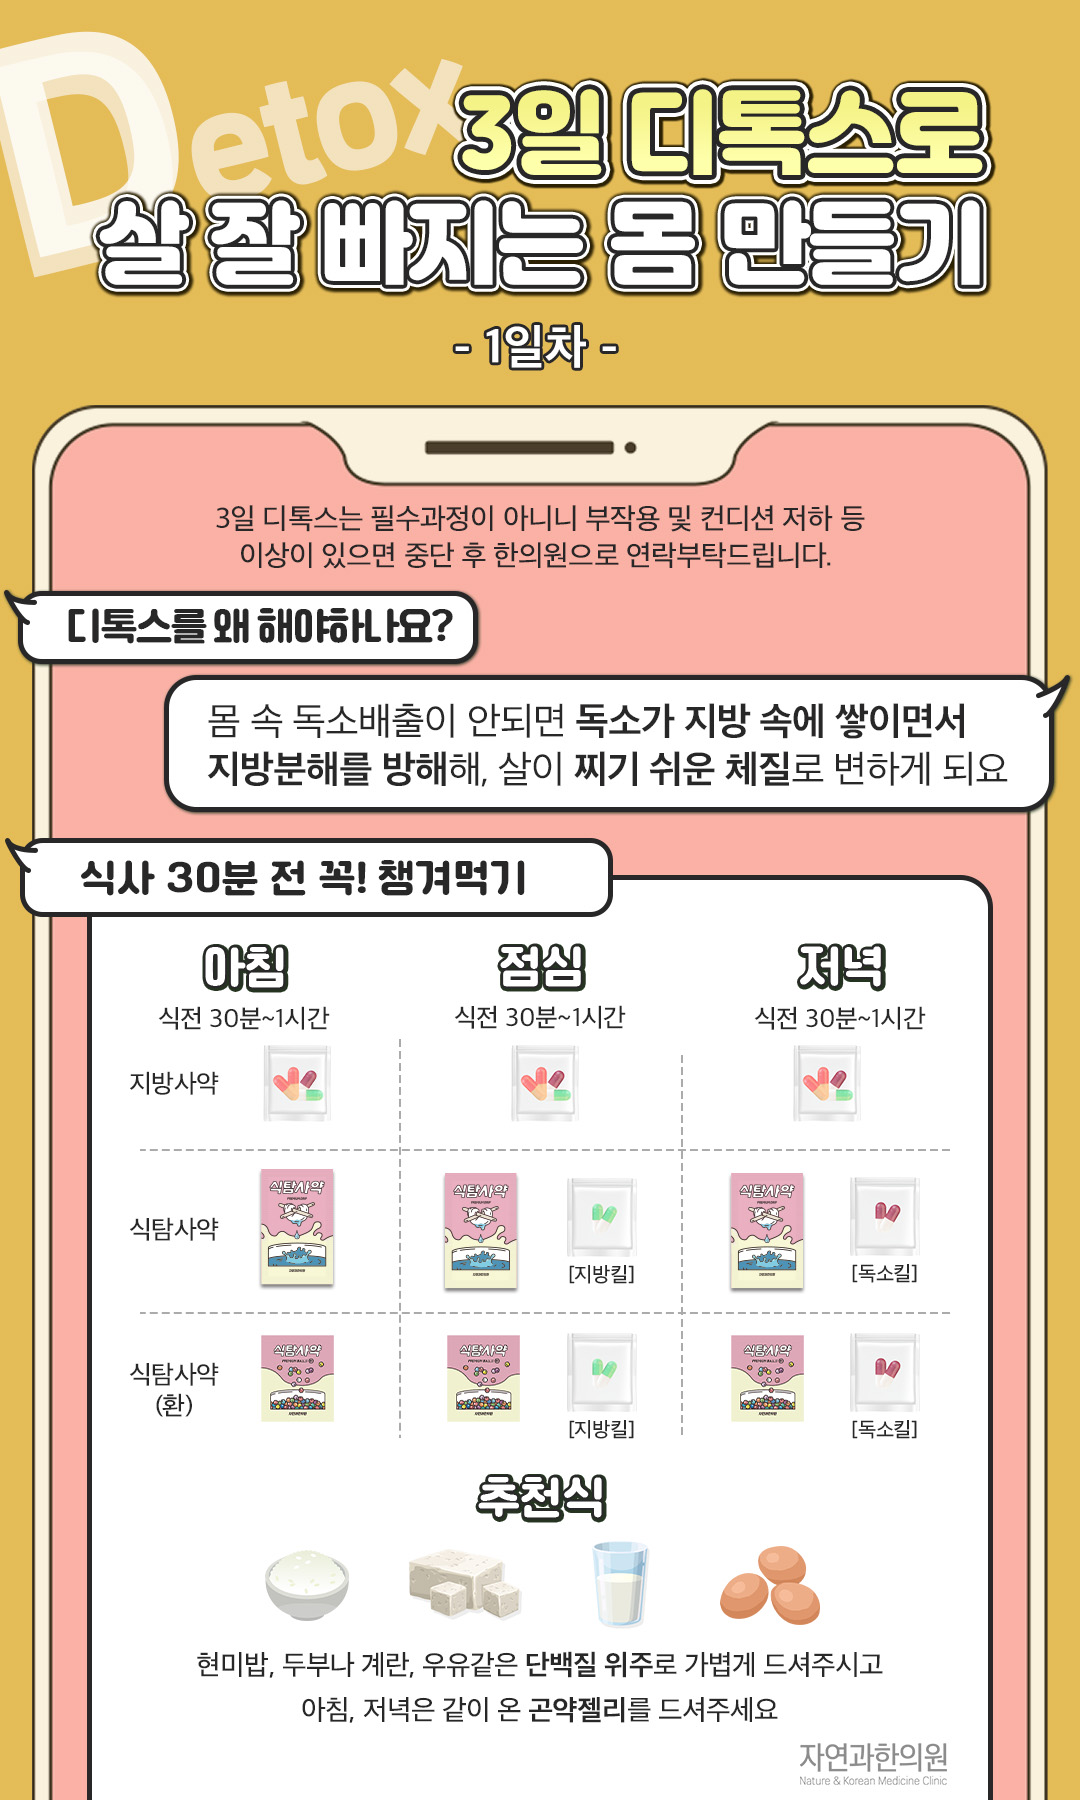 Detox
3일 디톡스로
살 잘 빠지는 몸 만들기
- 1일차 -
3일 디톡스는 필수과정이 아니니 부작용 및 컨디션 저하 등
이상이 있으면 중단 후 한의원으로 연락부탁드립니다.
디톡스를 왜 해야하나요?
몸 속 독소배출이 안되면 독소가 지방 속에 쌓이면서
지방분해를 방해해, 살이 찌기 쉬운 체질로 변하게 되요
식사 30분 전 꼭! 챙겨먹기
아침 점심 저녁
식전 30분~1시간 식전 30분~1시간 식전 30분~1시간
지방사약
식탐사약 식탐사약 식탐사약 식탐사약
[지방킬] [독소킬]
식탐사약 식탐사약 식탐사약 식탐사약
(환)
[지방킬] [독소킬]
추천식
현미밥, 두부나 계란, 우유같은 단백질 위주로 가볍게 드셔주시고
아침, 저녁은 같이 온 곤약젤리를 드셔주세요
자연과한의원
Nature & Korean Medicine Clinic